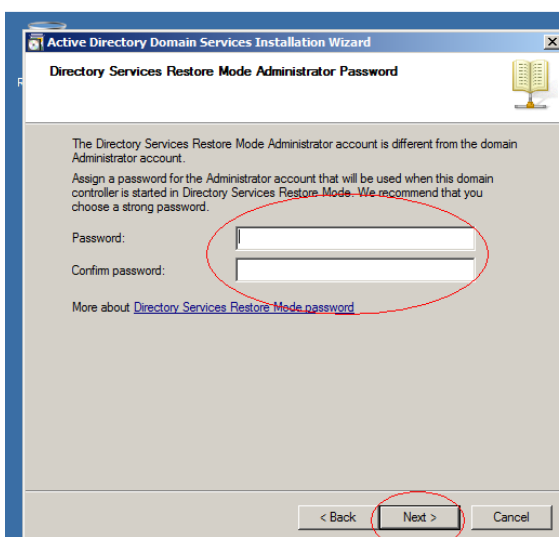 Active Directory Domain Services Installation Wizard
Directory Services Restore Mode Administrator Password
R
The Directory Services Restore Mode Administrator account is different from the domain
Administrator account.
Assign a password for the Administrator account that will be used when this domain
controller is started in Directory Services Restore Mode. We recommend that you
choose a strong password.
Password:
Confirm password:
More about Directory Services Restore Mode password
< Back Next > Cancel